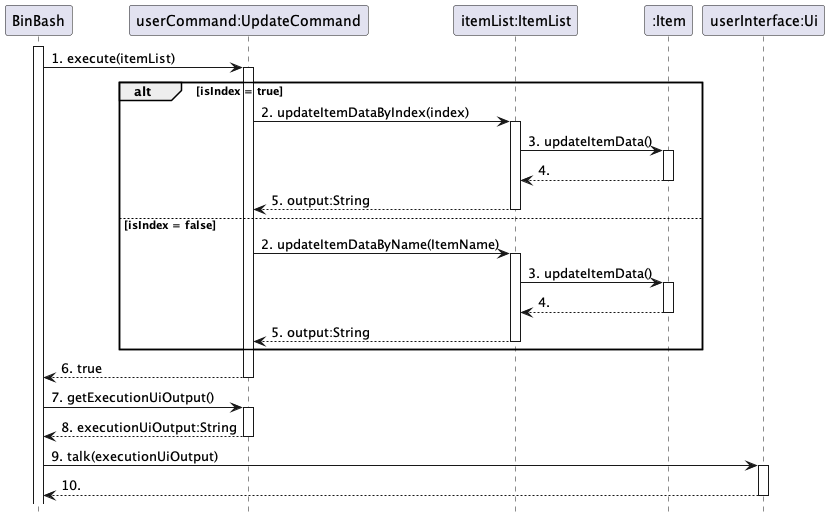 BinBash
userCommand:UpdateCommand
itemList:ItemList
:Item
userInterface:Ui
1. execute(itemList)
alt
[isIndex = true]
2. updateItemDataByIndex(index)
3. updateItemData()
4.
5. output:String
[isIndex = false]
2. updateItemDataByName(ItemName)
3. updateItemData()
4.
5. output:String
6. true
7. getExecutionUiOutput()
8. executionUiOutput:String
9. talk(executionUiOutput)
10.